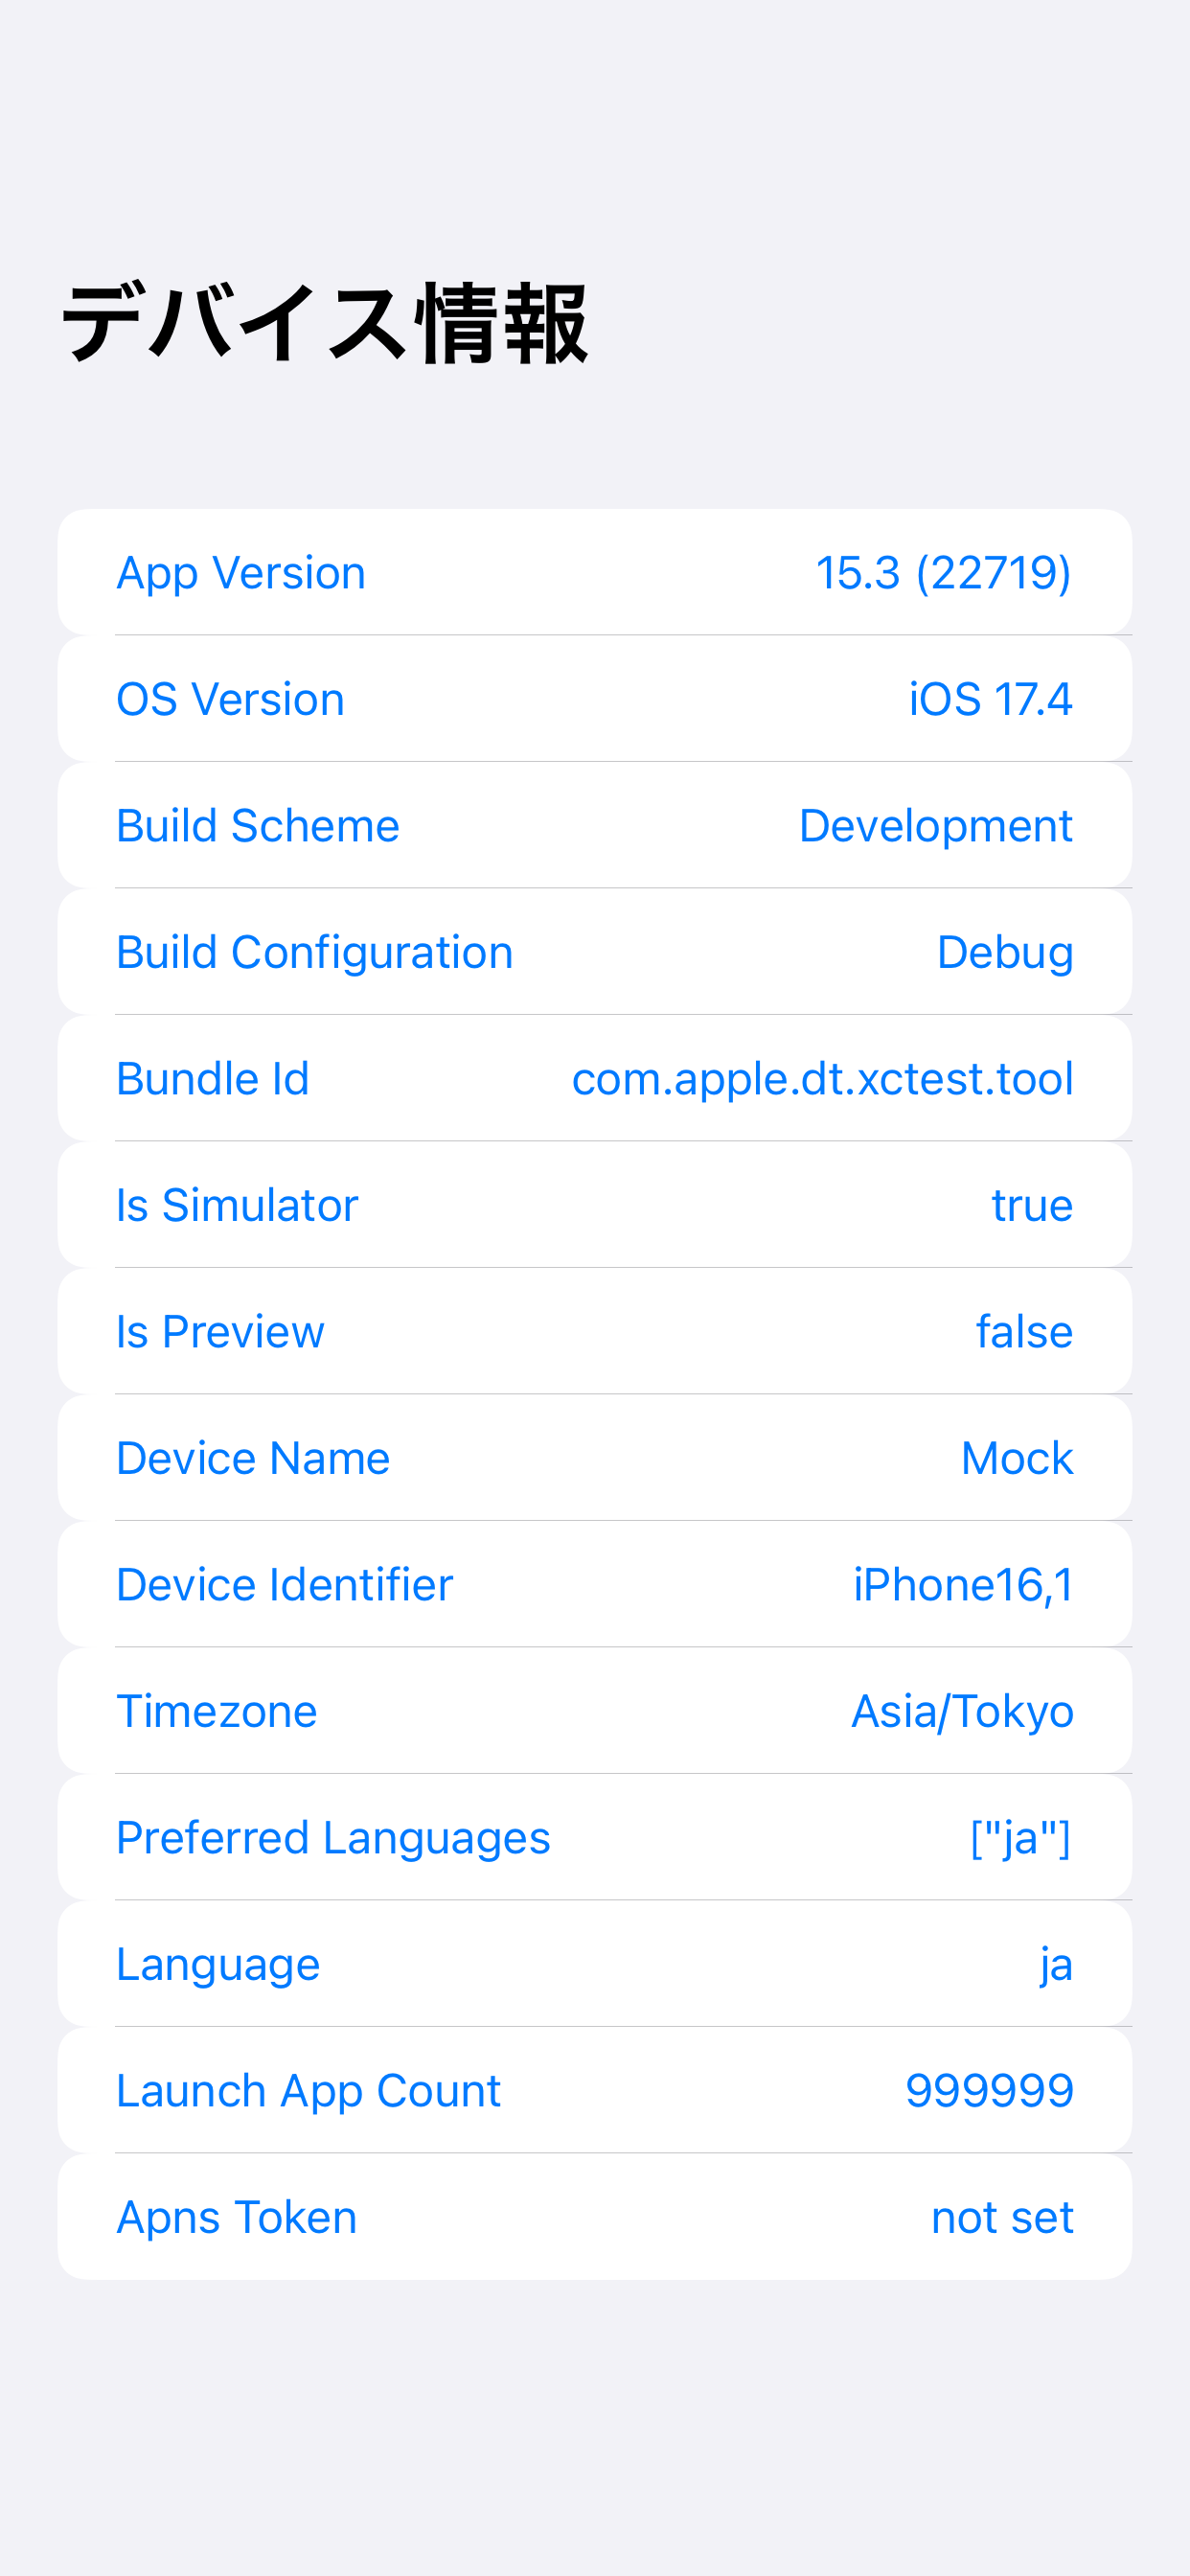 デバイス情報
App Version 15.3 (22719)
OS Version iOS 17.4
Build Scheme Development
Build Configuration Debug
Bundle Id com.apple.dt.xctest.tool
Is Simulator true
Is Preview false
Device Name Mock
Device Identifier iPhone16,1
Timezone Asia/Tokyo
Preferred Languages ["ja"]
Language ja
Launch App Count 999999
Apns Token not set